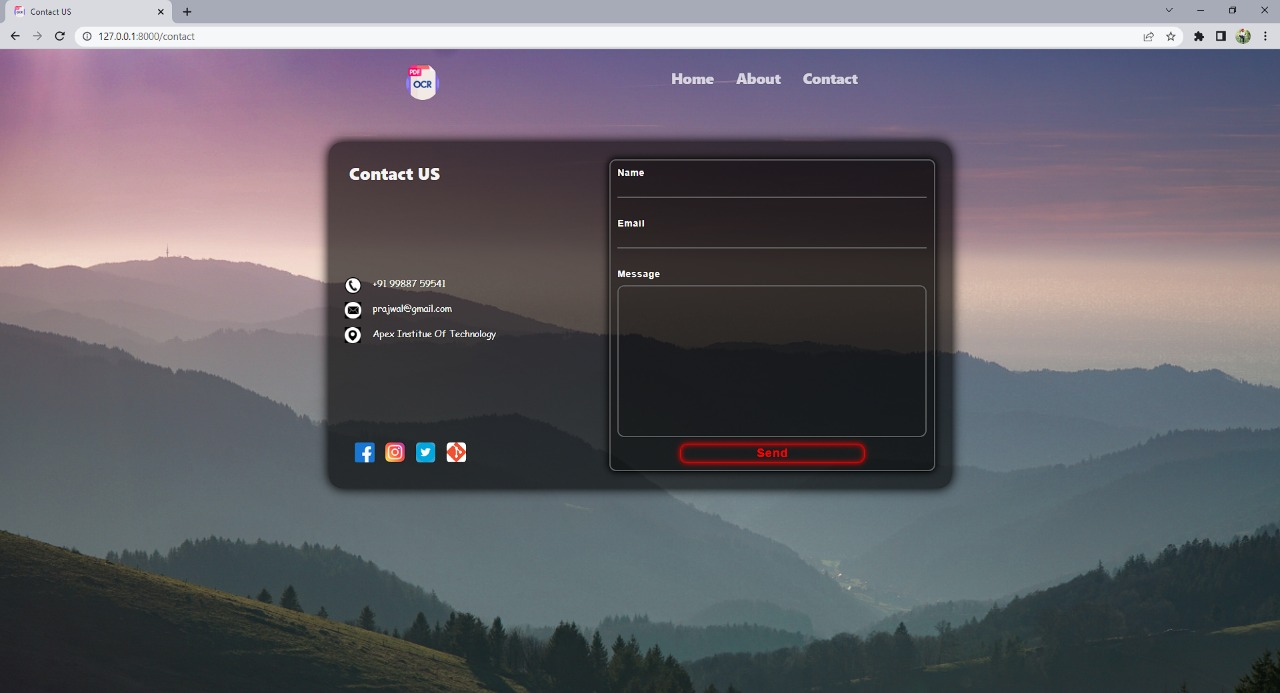 Contact US
127.0.0.1:8000/contact
PDF
OCR
Home About Contact
Contact US
+91 99887 59541
prajwal@gmail.com
Apex Institue Of Technology
Name
Email
Message
Send